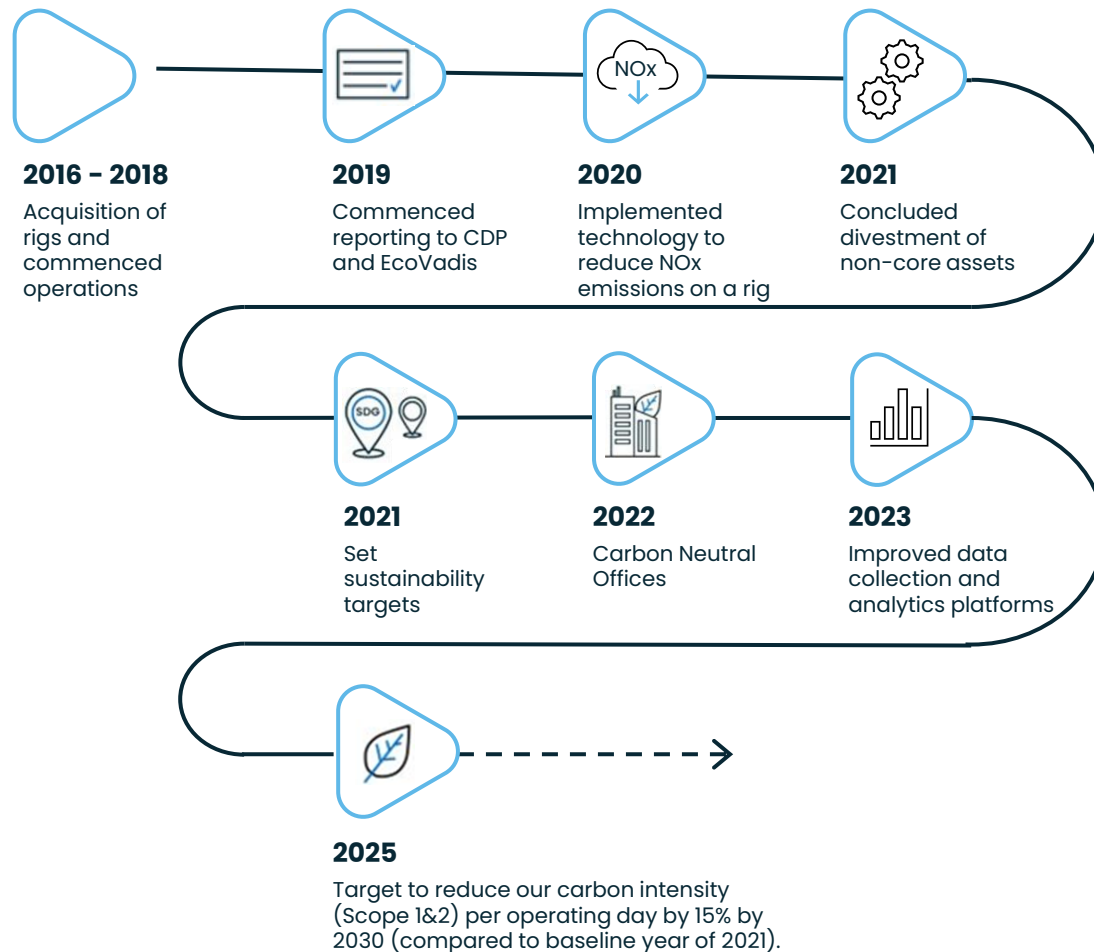 NOx
2016 - 2018
Acquisition of
rigs and
commenced
operations
2019
Commenced
reporting to CDP
and EcoVadis
2020
Implemented
technology to
reduce NOx
emissions on a rig
2021
Concluded
divestment of
non-core assets
SDG
2021
Set
sustainability
targets
2022
Carbon Neutral
Offices
2023
Improved data
collection and
analytics platforms
2025
Target to reduce our carbon intensity
(Scope 1&2) per operating day by 15% by
2030 (compared to baseline year of 2021).